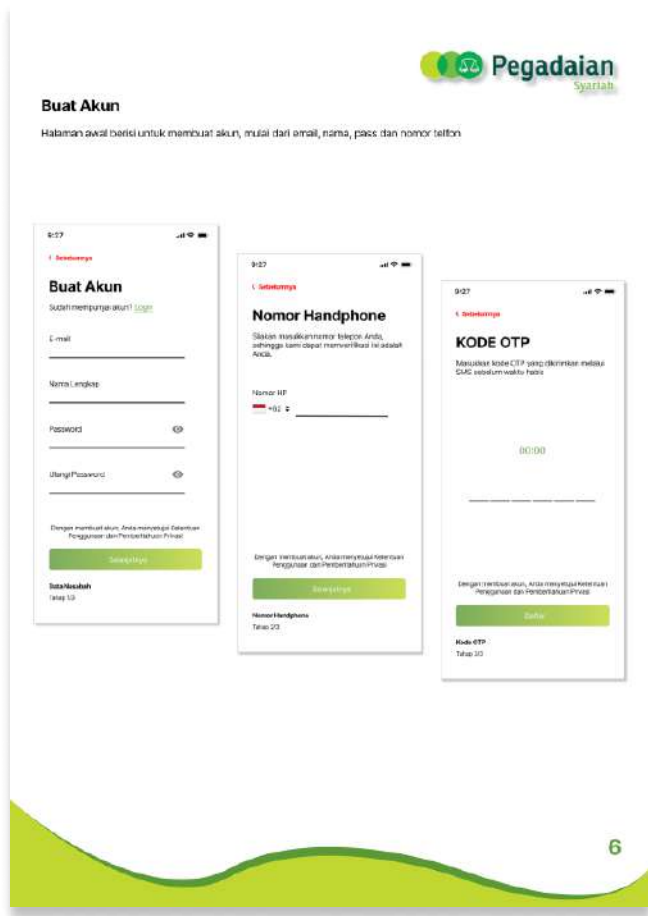 Pegadaian
Syariah
Buat Akun
Halaman awal berisi untuk membuat akun, mulai dari email, nama, pass dan nomor telfon
9:27
Sebelumnya
Buat Akun
Sudah mempunyai akun? Login
E-mail
Nama Lengkap
Password
Ulangi Password
Dengan membuat akun, Anda menyetujui Ketentuan
Penggunaan dan Pemberitahuan Privasi
Selanjutnya
Data Nasabah
Tahap 1/3
9:27
Sebelumnya
Nomor Handphone
Silakan masukkan nomor telepon Anda,
sehingga kami dapat memverifikasi ini adalah
Anda.
Nomor HP
+62
Dengan membuat akun, Anda menyetujui Ketentuan
Penggunaan dan Pemberitahuan Privasi
Selanjutnya
Nomor Handphone
Tahap 2/3
9:27
Sebelumnya
KODE OTP
Masukkan kode OTP yang dikirimkan melalui
SMS sebelum waktu habis
00:00
Dengan membuat akun, Anda menyetujui Ketentuan
Penggunaan dan Pemberitahuan Privasi
Daftar
Kode OTP
Tahap 3/3
6